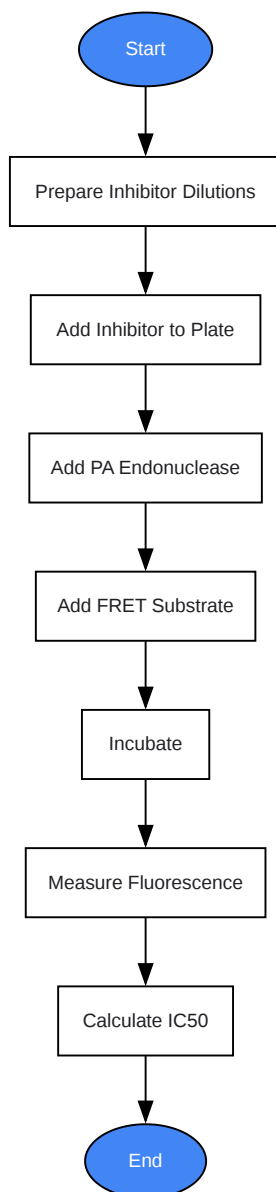 Start
Prepare Inhibitor Dilutions
Add Inhibitor to Plate
Add PA Endonuclease
Add FRET Substrate
Incubate
Measure Fluorescence
Calculate IC50
End